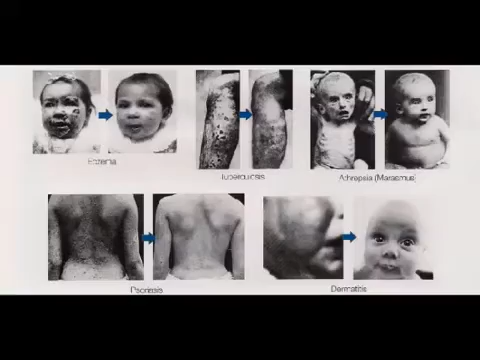 Eczema
Tuberculosis
Athrepsia (Marasmus)
Psoriasis
Dermatitis